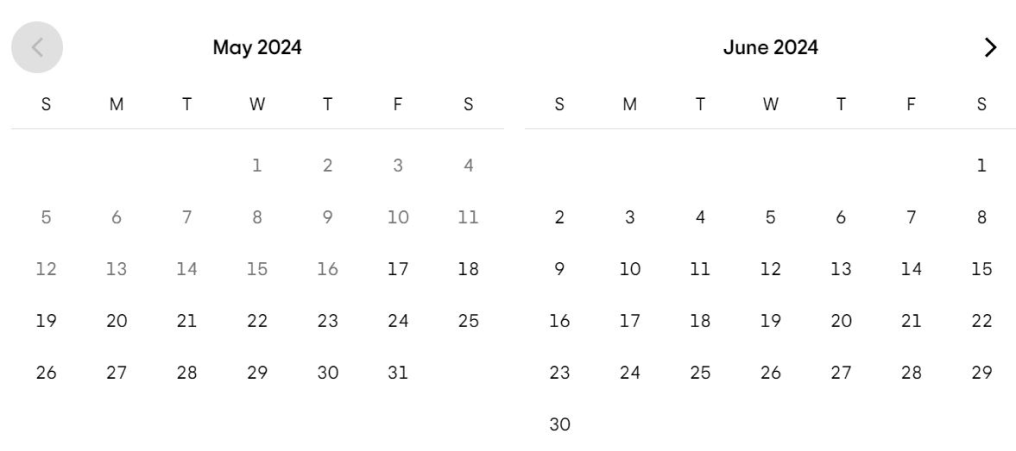 May 2024
S M T W T F S
1 2 3 4
5 6 7 8 9 10 11
12 13 14 15 16 17 18
19 20 21 22 23 24 25
26 27 28 29 30 31
June 2024
S M T W T F S
1
2 3 4 5 6 7 8
9 10 11 12 13 14 15
16 17 18 19 20 21 22
23 24 25 26 27 28 29
30